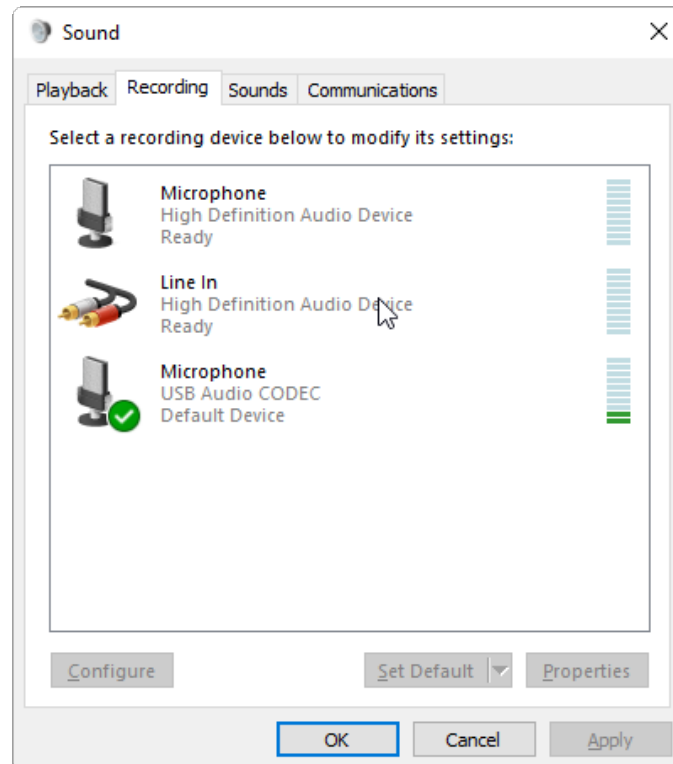 Sound
Playback Recording Sounds Communications
Select a recording device below to modify its settings:
Microphone
High Definition Audio Device
Ready
Line In
High Definition Audio Device
Ready
Microphone
USB Audio CODEC
Default Device
Configure Set Default Properties
OK Cancel Apply